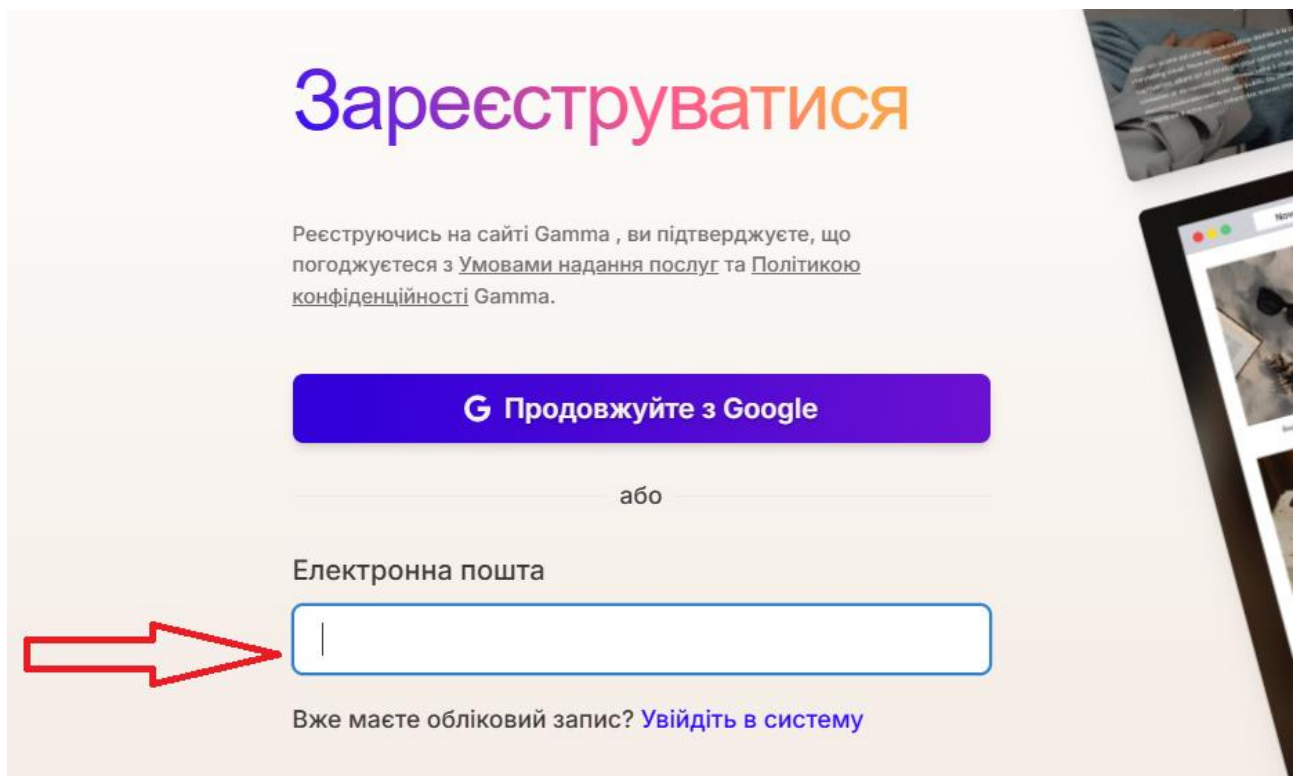 Зареєструватися
Реєструючись на сайті Gamma , ви підтверджуєте, що
погоджуєтеся з Умовами надання послуг та Політикою
конфіденційності Gamma.
G Продовжуйте з Google
або
Електронна пошта
Вже маєте обліковий запис? Увійдіть в систему